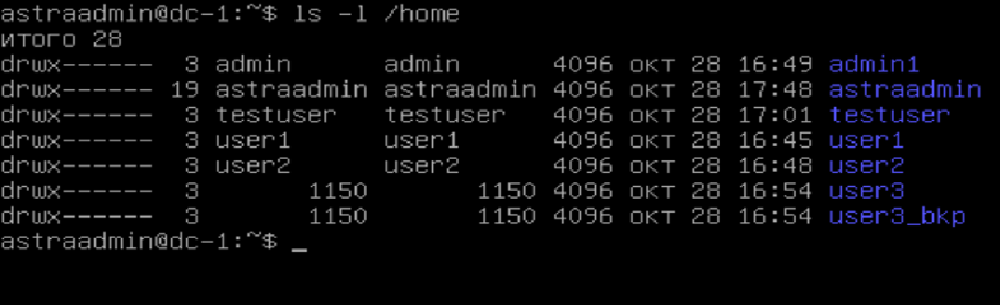 astraadmin@dc-1:~$ ls -l /home
итого 28
drwx------  3 admin      admin      4096 окт 28 16:49 admin1
drwx------ 19 astraadmin astraadmin 4096 окт 28 17:48 astraadmin
drwx------  3 testuser   testuser   4096 окт 28 17:01 testuser
drwx------  3 user1      user1      4096 окт 28 16:45 user1
drwx------  3 user2      user2      4096 окт 28 16:48 user2
drwx------  3       1150       1150 4096 окт 28 16:54 user3
drwx------  3       1150       1150 4096 окт 28 16:54 user3_bkp
astraadmin@dc-1:~$ _